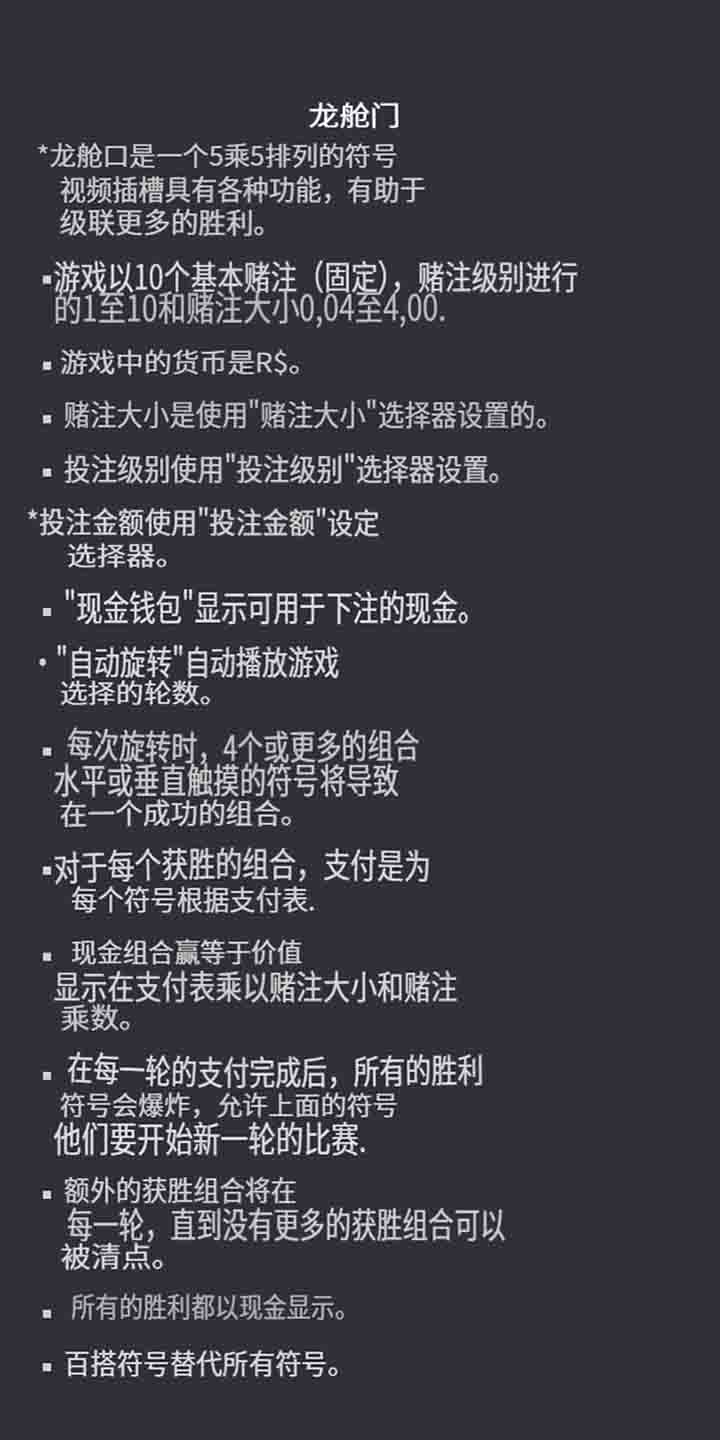 龙舱门
*龙舱口是一个5乘5排列的符号
视频插槽具有各种功能，有助于
级联更多的胜利。
▪游戏以10个基本赌注（固定），赌注级别进行
的1至10和赌注大小0,04至4,00.
▪ 游戏中的货币是R$。
▪ 赌注大小是使用"赌注大小"选择器设置的。
▪ 投注级别使用"投注级别"选择器设置。
*投注金额使用"投注金额"设定
选择器。
▪ "现金钱包"显示可用于下注的现金。
• "自动旋转"自动播放游戏
选择的轮数。
▪ 每次旋转时，4个或更多的组合
水平或垂直触摸的符号将导致
在一个成功的组合。
▪对于每个获胜的组合，支付是为
每个符号根据支付表.
▪ 现金组合赢等于价值
显示在支付表乘以赌注大小和赌注
乘数。
▪ 在每一轮的支付完成后，所有的胜利
符号会爆炸，允许上面的符号
他们要开始新一轮的比赛.
▪ 额外的获胜组合将在
每一轮，直到没有更多的获胜组合可以
被清点。
▪ 所有的胜利都以现金显示。
▪ 百搭符号替代所有符号。